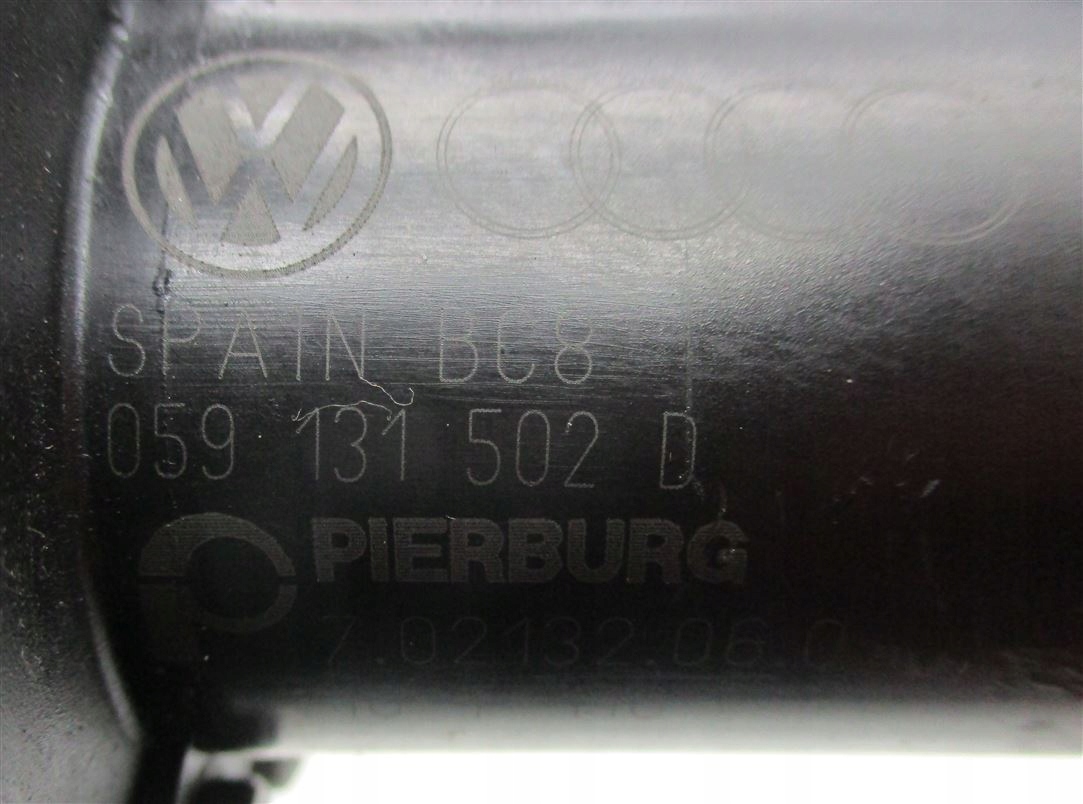 SPAIN BC8
059 131 502 D
PIERBURG
7.02132.06.0